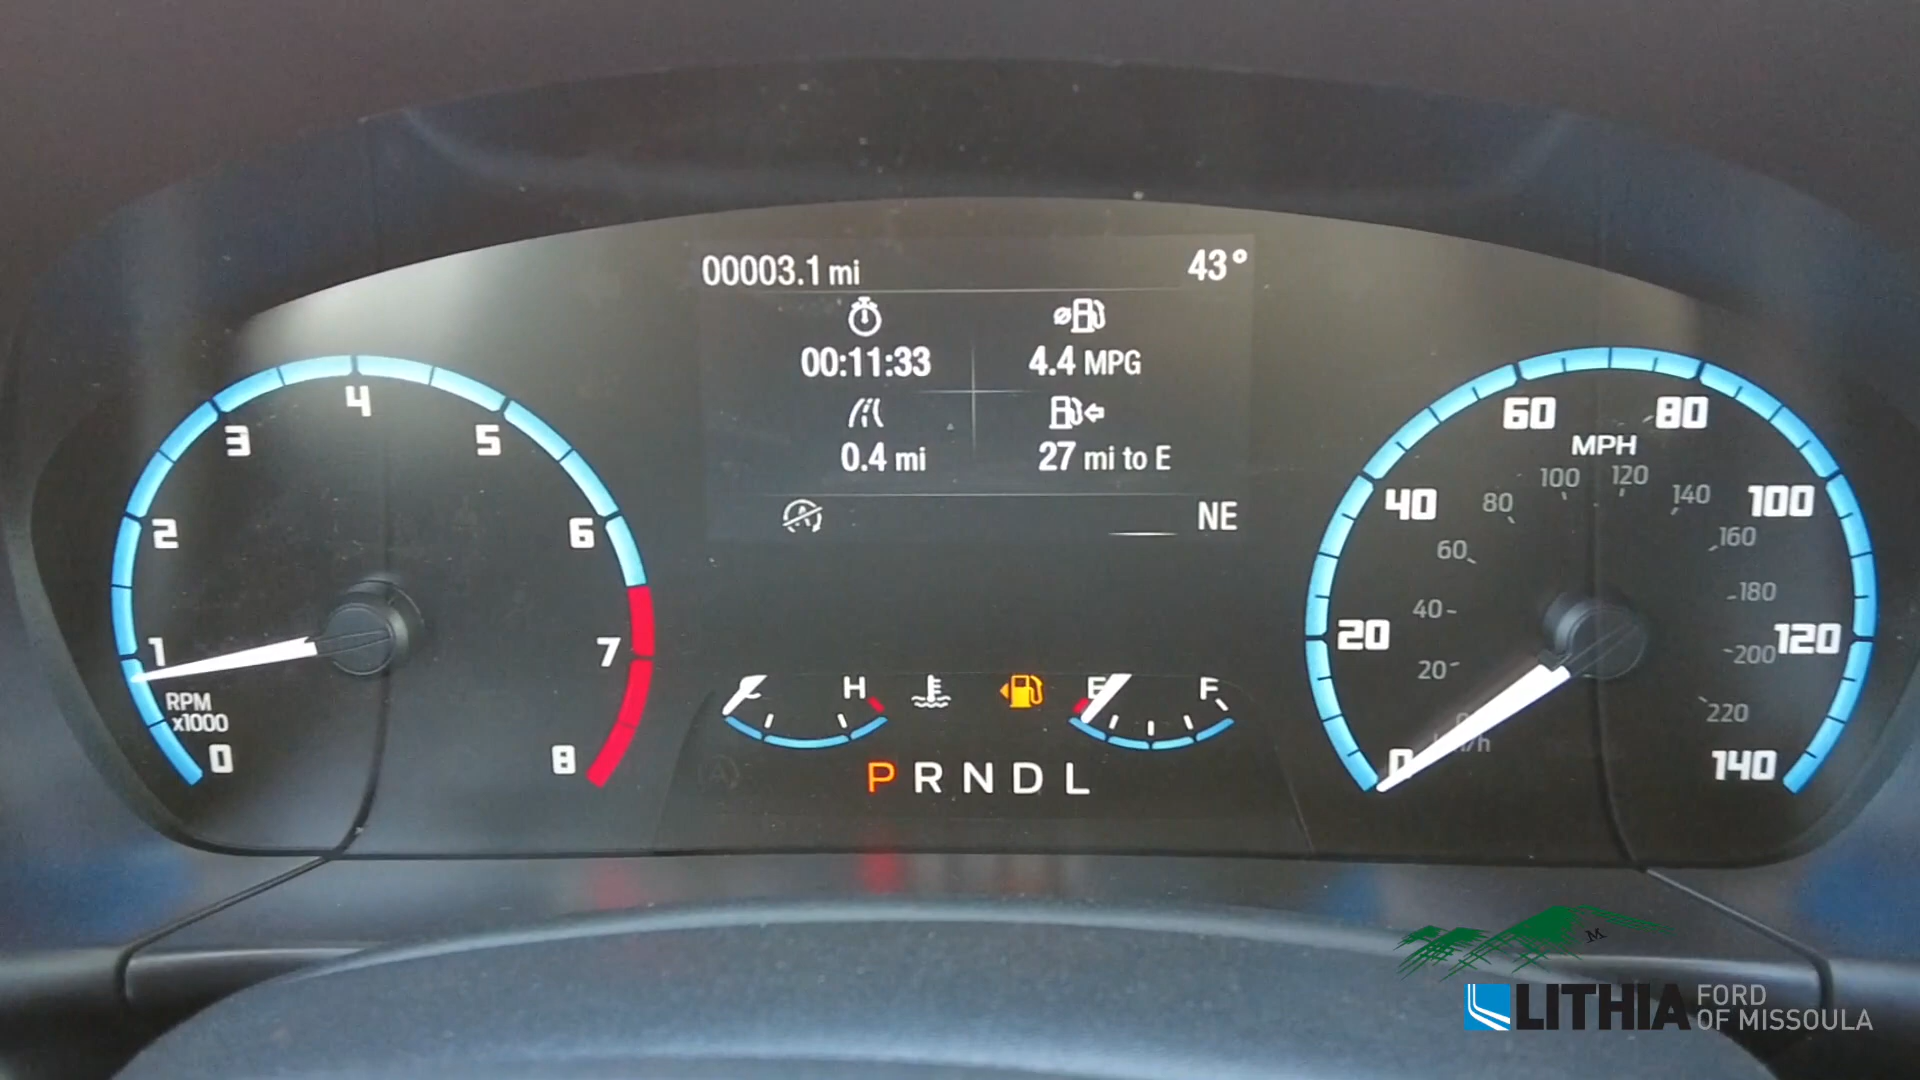 00003.1 mi
43°
00:11:33
4.4 MPG
0.4 mi
27 mi to E
NE
0
1
2
3
4
5
6
7
8
RPM
x1000
H
E
F
P R N D L
0
20
40
60
80
100
120
140
MPH
20
40
60
80
100
120
140
160
180
200
220
M
LITHIA
FORD
OF MISSOULA